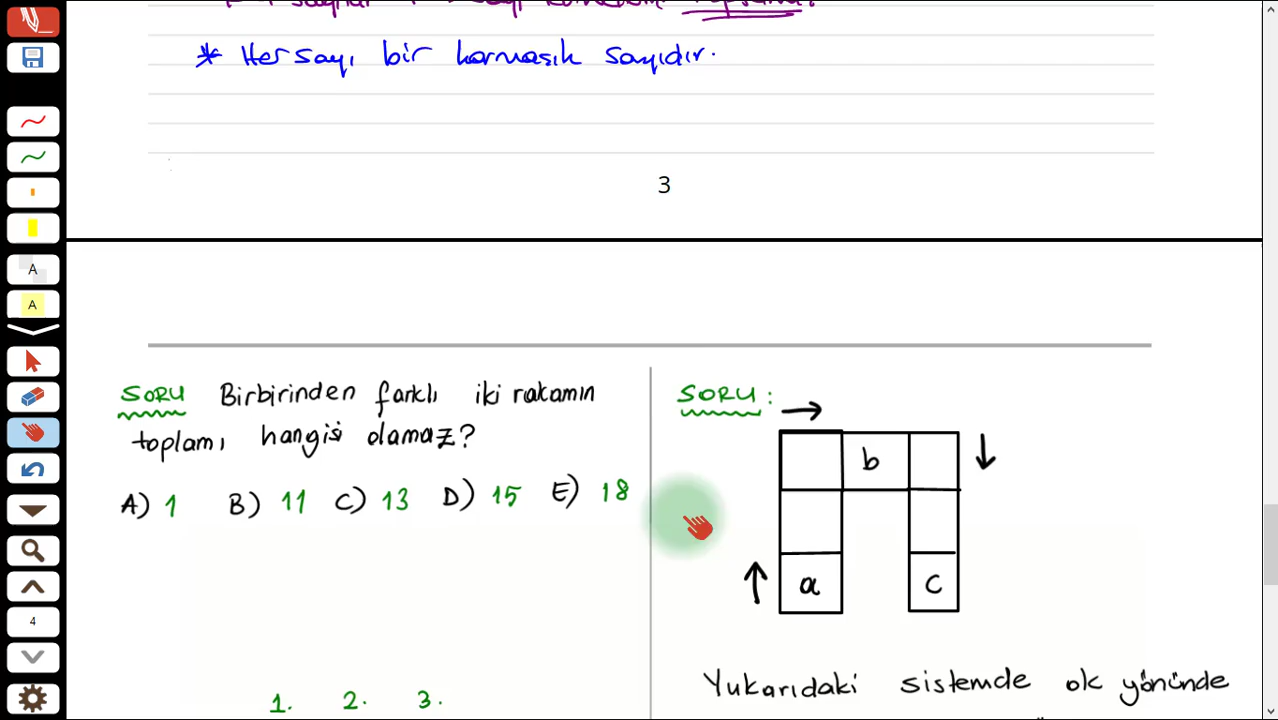 * Her sayı bir karmaşık sayıdır.
3
SORU Birbirinden farklı iki rakamın
toplamı hangisi olamaz?
A) 1 B) 11 C) 13 D) 15 E) 18
1. 2. 3.
SORU:
b
a c
Yukarıdaki sistemde ok yönünde
A
A
4